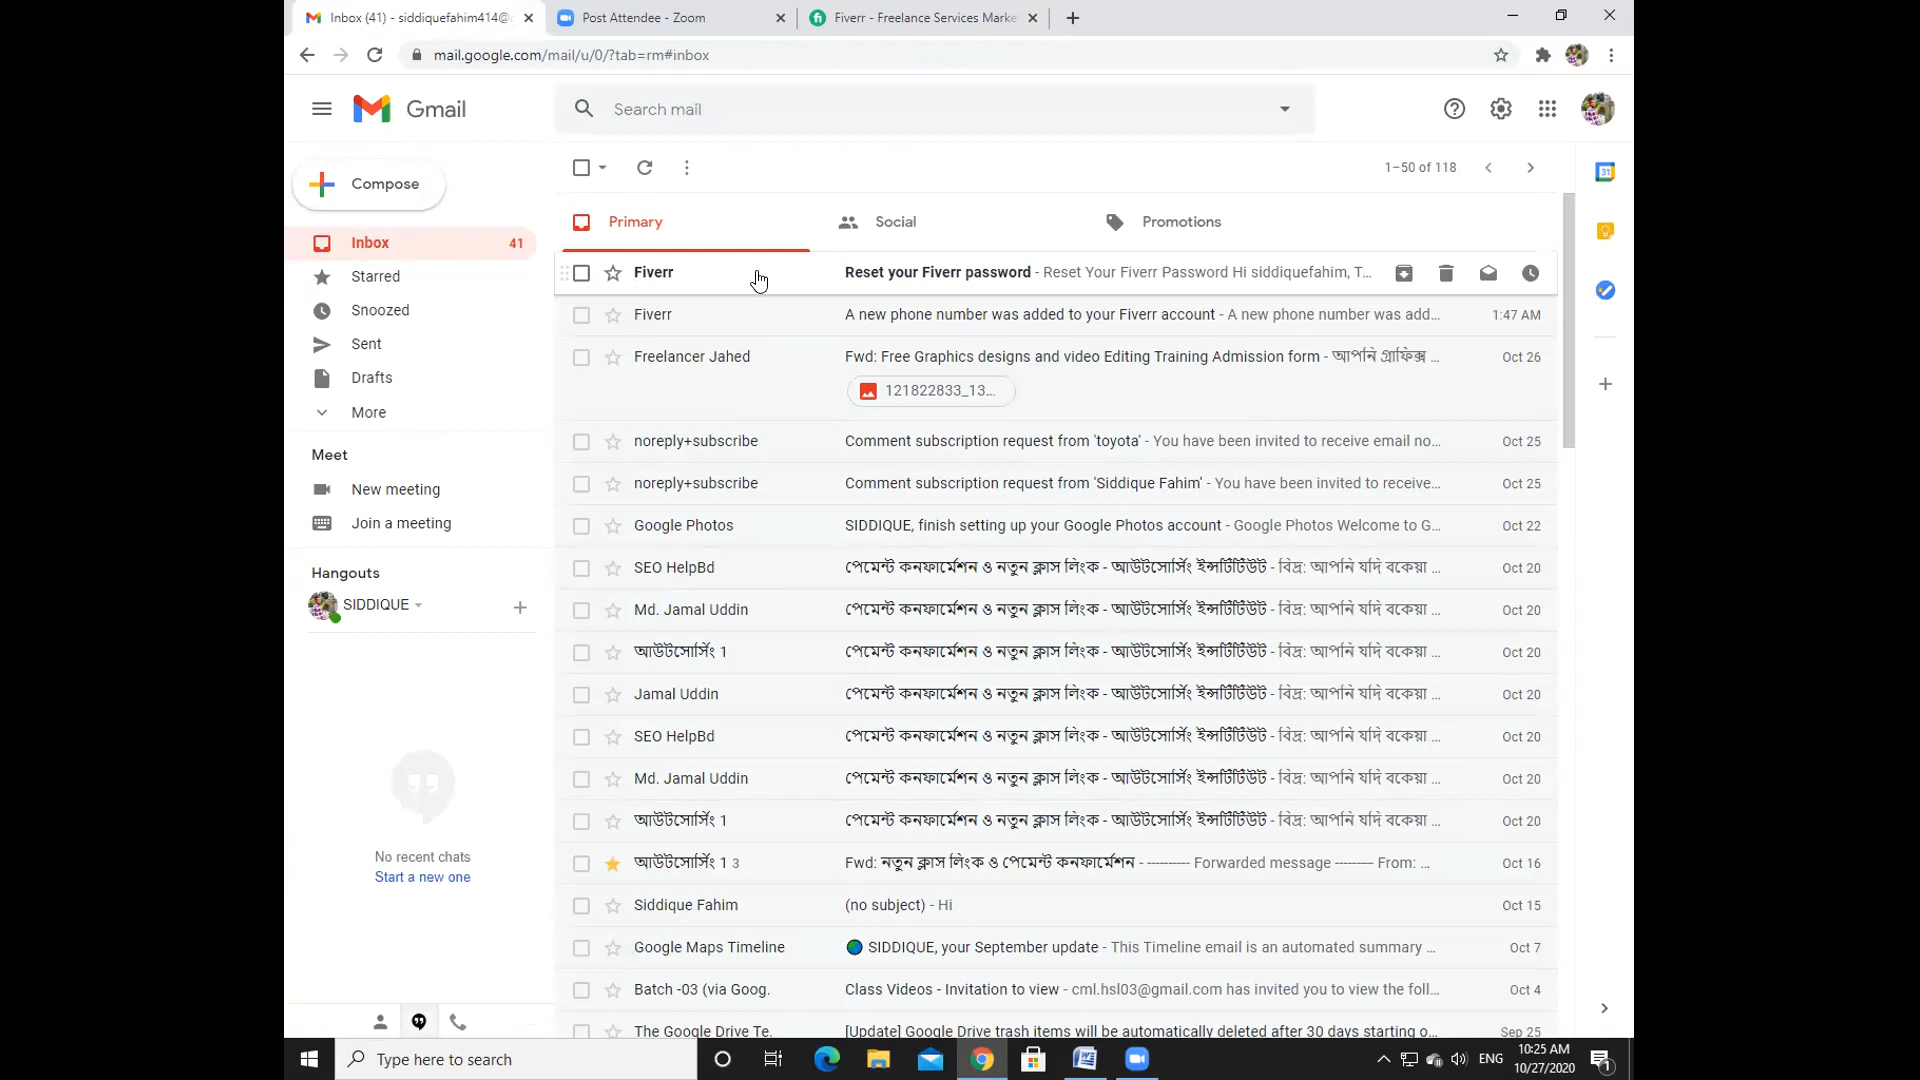 Inbox (41) - siddiquefahim414@
Post Attendee - Zoom
Fiverr - Freelance Services Marke
mail.google.com/mail/u/0/?tab=rm#inbox
Gmail
Search mail
Compose
1–50 of 118
31
Primary
Social
Promotions
Inbox 41
Starred
Snoozed
Sent
Drafts
More
Meet
New meeting
Join a meeting
Hangouts
SIDDIQUE
No recent chats
Start a new one
Fiverr Reset your Fiverr password - Reset Your Fiverr Password Hi siddiquefahim, T...
Fiverr A new phone number was added to your Fiverr account - A new phone number was add... 1:47 AM
Freelancer Jahed Fwd: Free Graphics designs and video Editing Training Admission form - আপনি গ্রাফিক্স ... Oct 26
121822833_13...
noreply+subscribe Comment subscription request from 'toyota' - You have been invited to receive email no... Oct 25
noreply+subscribe Comment subscription request from 'Siddique Fahim' - You have been invited to receive... Oct 25
Google Photos SIDDIQUE, finish setting up your Google Photos account - Google Photos Welcome to G... Oct 22
SEO HelpBd পেমেন্ট কনফার্মেশন ও নতুন ক্লাস লিংক - আউটসোর্সিং ইন্সটিটিউট - বিদ্র: আপনি যদি বকেয়া ... Oct 20
Md. Jamal Uddin পেমেন্ট কনফার্মেশন ও নতুন ক্লাস লিংক - আউটসোর্সিং ইন্সটিটিউট - বিদ্র: আপনি যদি বকেয়া ... Oct 20
আউটসোর্সিং 1 পেমেন্ট কনফার্মেশন ও নতুন ক্লাস লিংক - আউটসোর্সিং ইন্সটিটিউট - বিদ্র: আপনি যদি বকেয়া ... Oct 20
Jamal Uddin পেমেন্ট কনফার্মেশন ও নতুন ক্লাস লিংক - আউটসোর্সিং ইন্সটিটিউট - বিদ্র: আপনি যদি বকেয়া ... Oct 20
SEO HelpBd পেমেন্ট কনফার্মেশন ও নতুন ক্লাস লিংক - আউটসোর্সিং ইন্সটিটিউট - বিদ্র: আপনি যদি বকেয়া ... Oct 20
Md. Jamal Uddin পেমেন্ট কনফার্মেশন ও নতুন ক্লাস লিংক - আউটসোর্সিং ইন্সটিটিউট - বিদ্র: আপনি যদি বকেয়া ... Oct 20
আউটসোর্সিং 1 পেমেন্ট কনফার্মেশন ও নতুন ক্লাস লিংক - আউটসোর্সিং ইন্সটিটিউট - বিদ্র: আপনি যদি বকেয়া ... Oct 20
আউটসোর্সিং 1 3 Fwd: নতুন ক্লাস লিংক ও পেমেন্ট কনফার্মেশন - ---------- Forwarded message --------- From: ... Oct 16
Siddique Fahim (no subject) - Hi Oct 15
Google Maps Timeline SIDDIQUE, your September update - This Timeline email is an automated summary ... Oct 7
Batch -03 (via Goog. Class Videos - Invitation to view - cml.hsl03@gmail.com has invited you to view the foll... Oct 4
The Google Drive Te. [Update] Google Drive trash items will be automatically deleted after 30 days starting o... Sep 25
Type here to search
ENG
10:25 AM
10/27/2020
1